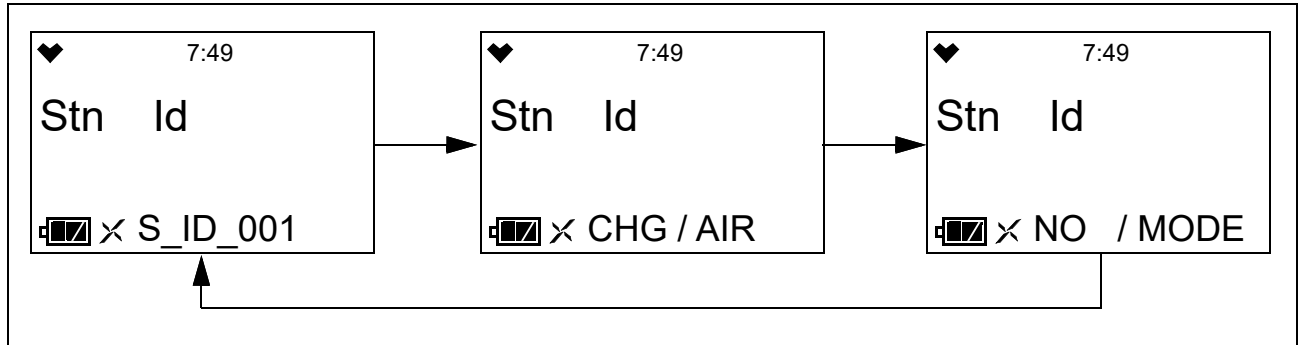 7:49
Stn Id
S_ID_001
7:49
Stn Id
CHG / AIR
7:49
Stn Id
NO / MODE